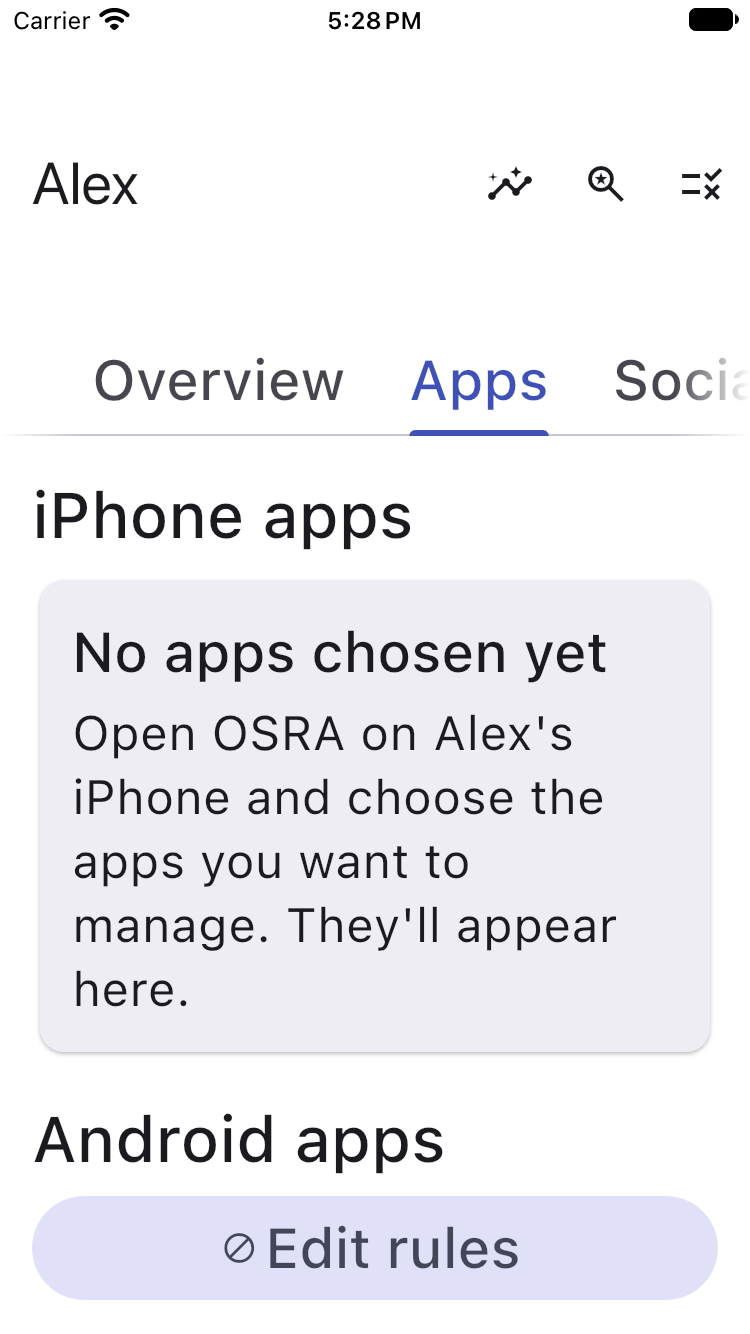 Carrier 5:28 PM
Alex
Overview Apps Socia
iPhone apps
No apps chosen yet
Open OSRA on Alex's
iPhone and choose the
apps you want to
manage. They'll appear
here.
Android apps
Edit rules